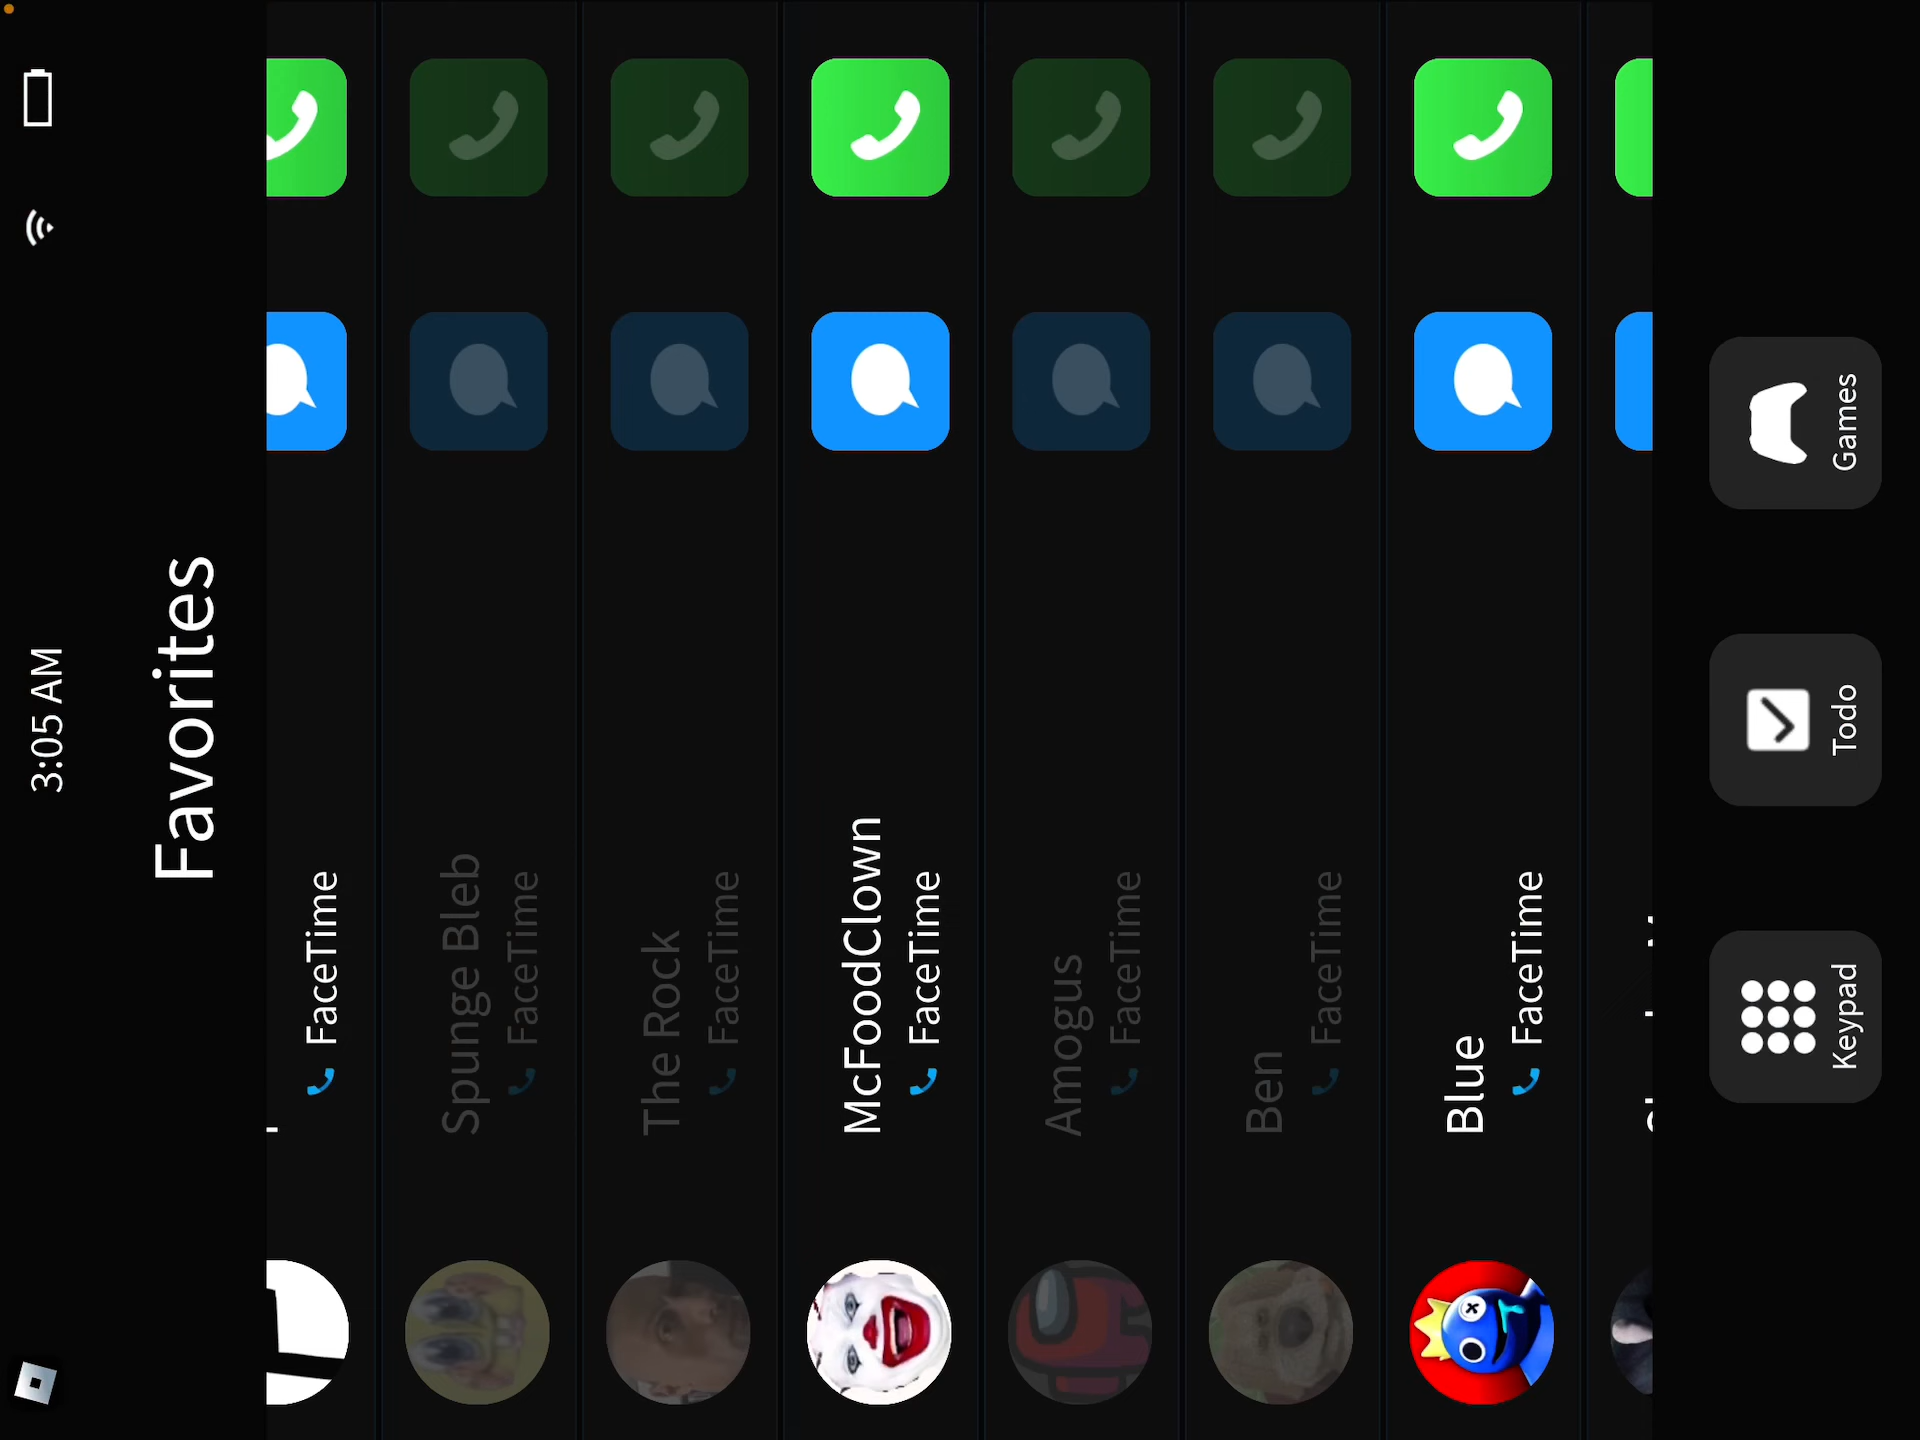 3:05 AM
Favorites
FaceTime
Spunge Bleb
FaceTime
The Rock
FaceTime
McFoodClown
FaceTime
Amogus
FaceTime
Ben
FaceTime
Blue
FaceTime
Keypad
Todo
Games